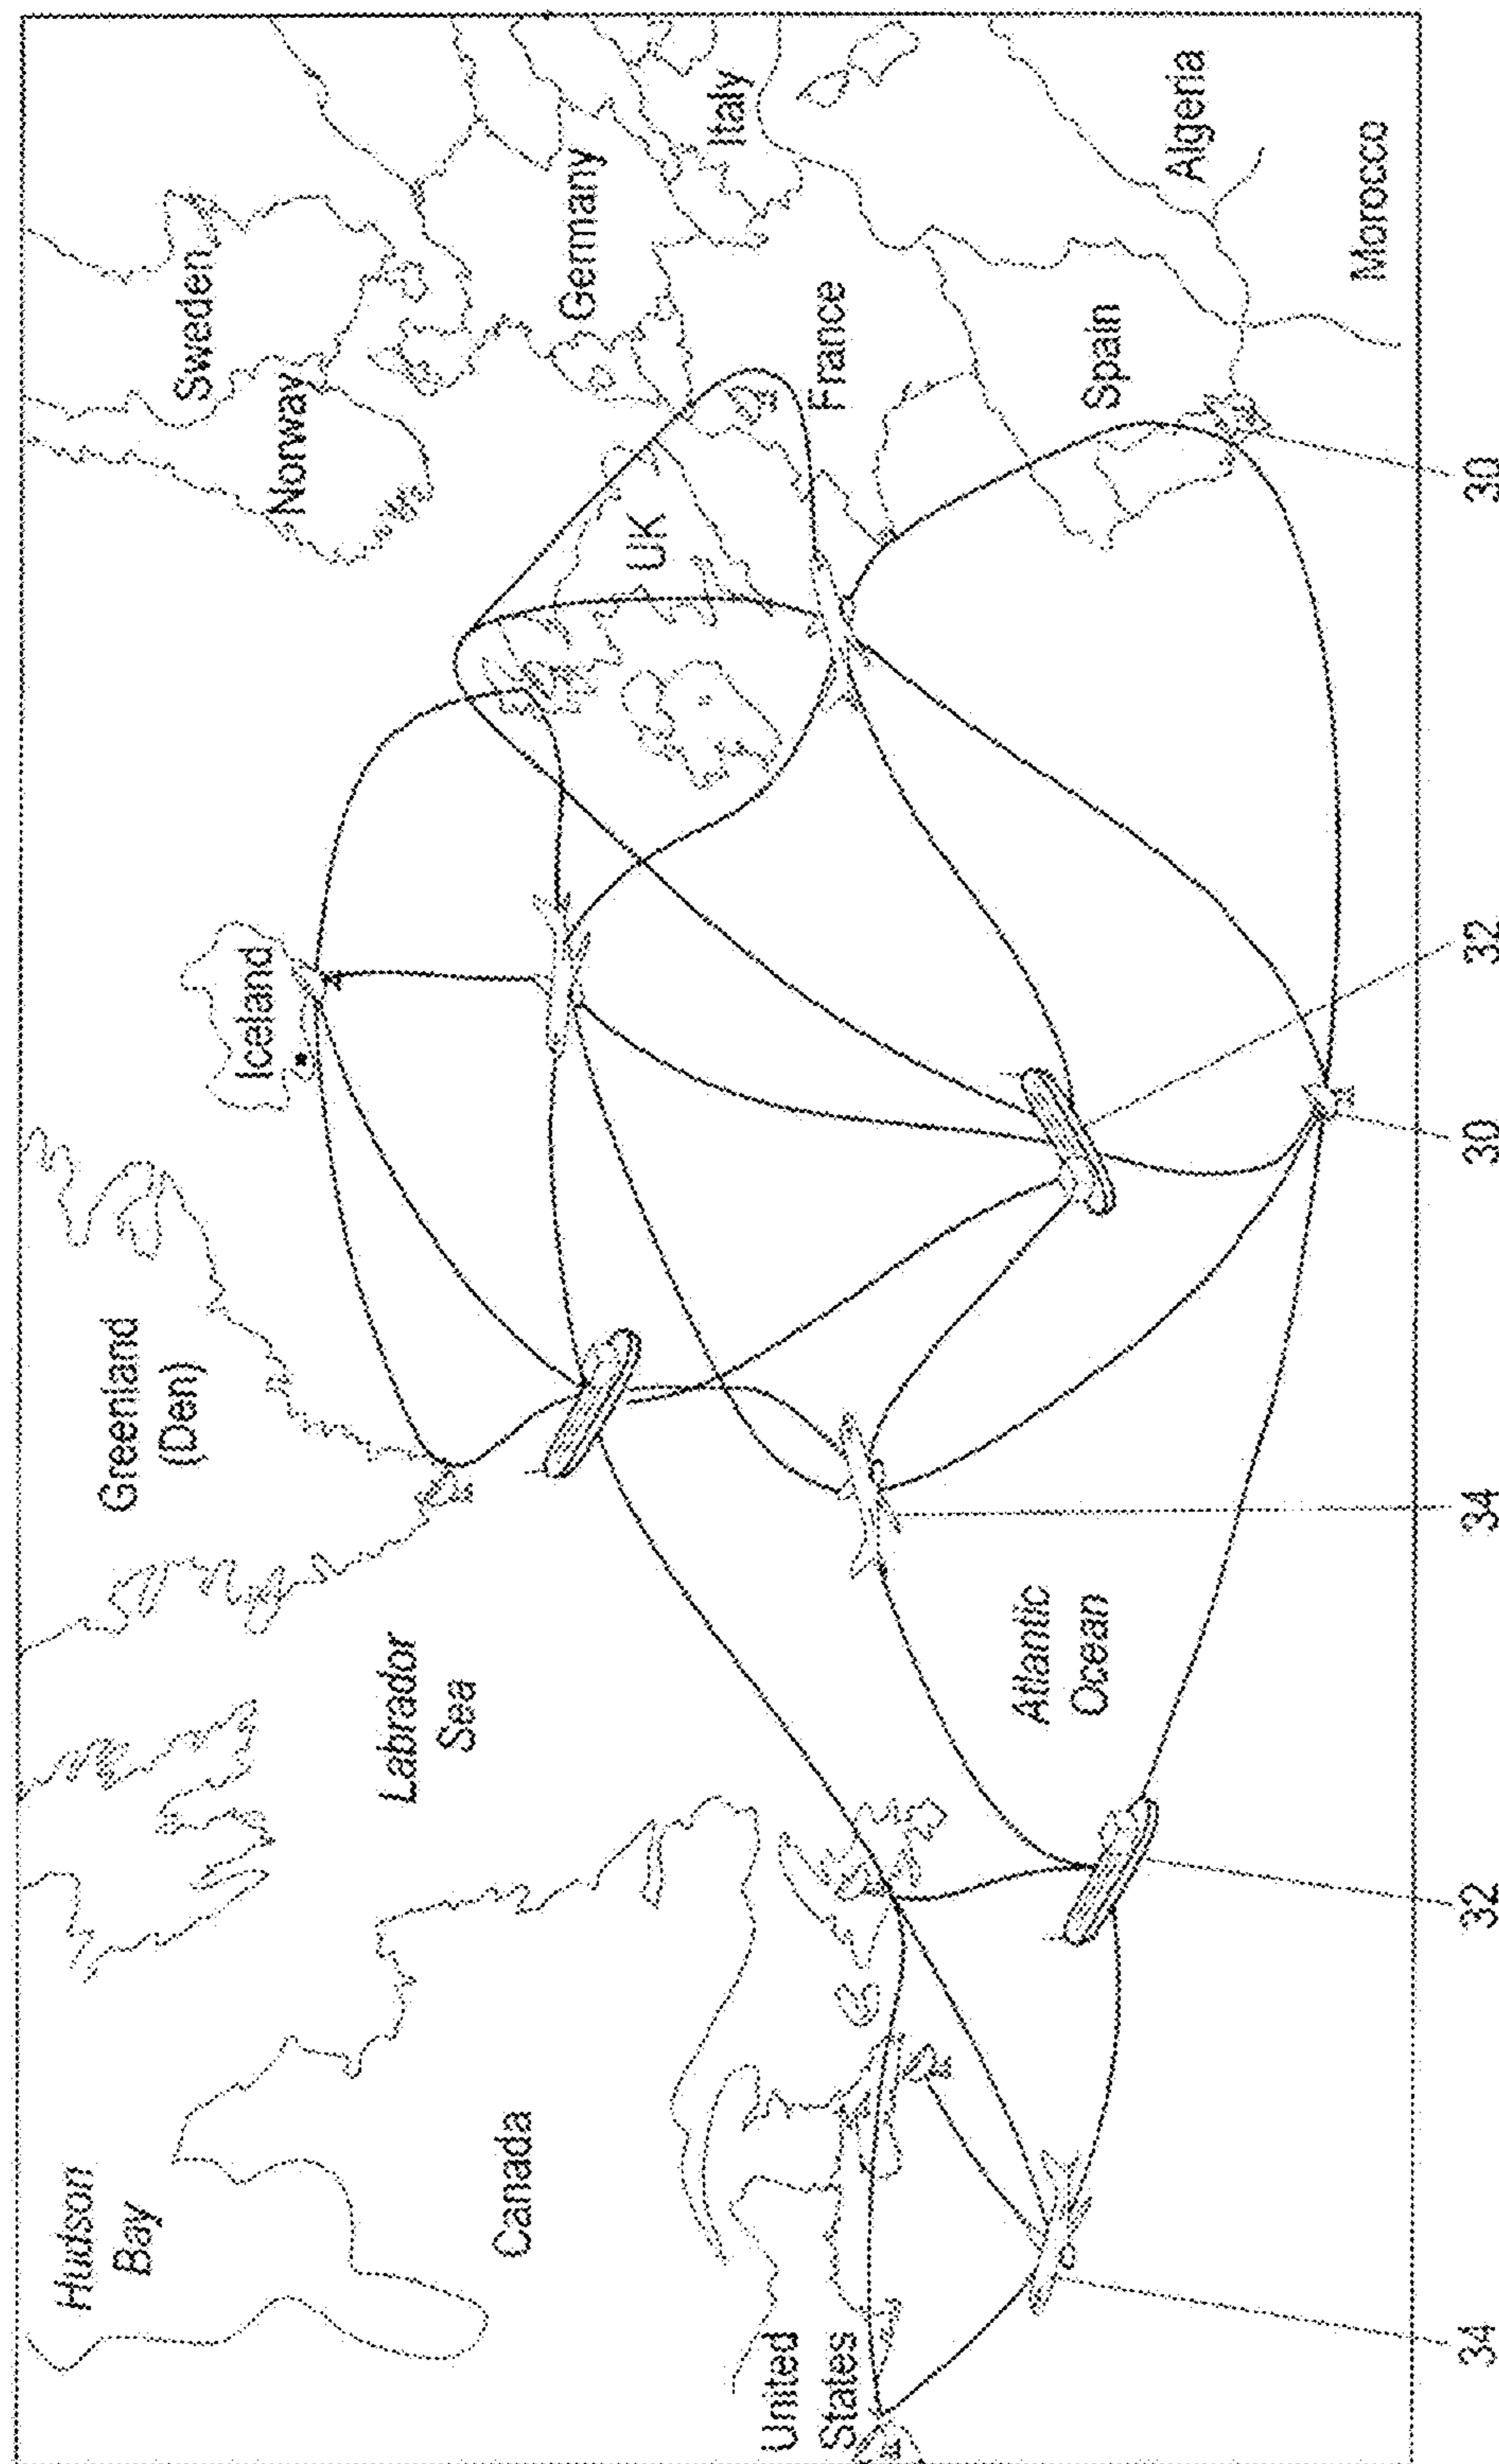 Hudson
Bay
Greenland
(Den)
Iceland
Sweden
Norway
Labrador
Sea
Canada
UK
Germany
Italy
United
States
France
Atlantic
Ocean
Spain
Algeria
Morocco
34
32
34
30
32
30